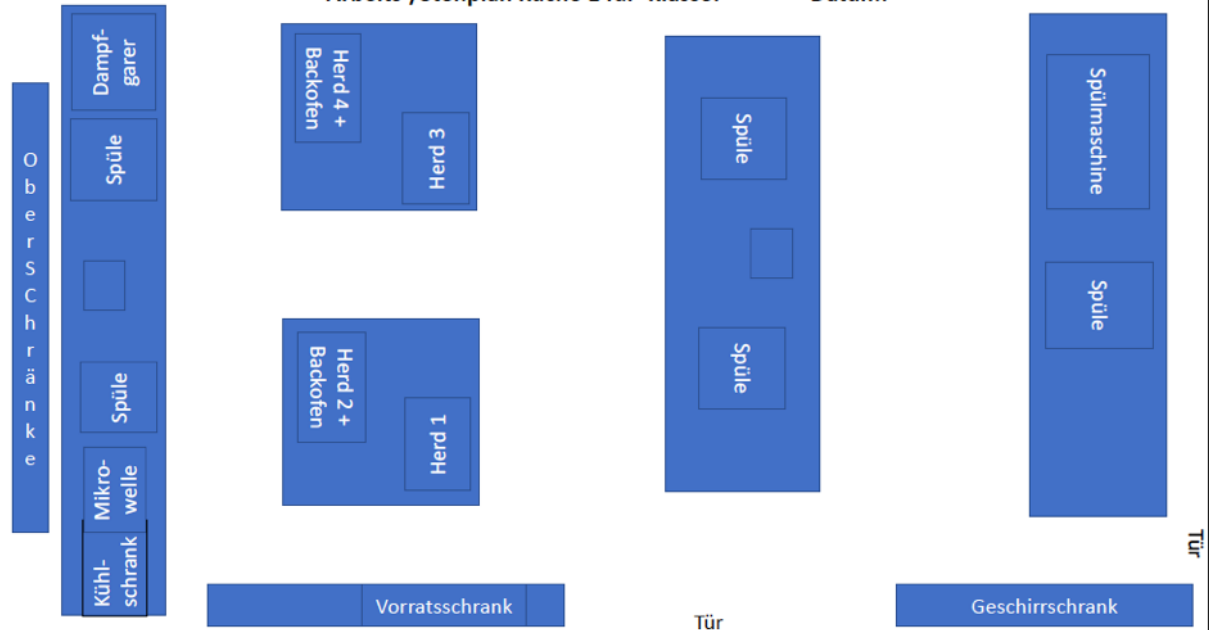 Dampf-
garer
Herd 4 +
Backofen
Herd 3
Spüle
Spülmaschine
OberSChränke
Spüle
Spüle
Spüle
Spüle
Herd 2 +
Backofen
Herd 1
Mikro-
welle
Kühl-
schrank
Tür
Vorratsschrank
Tür
Geschirrschrank